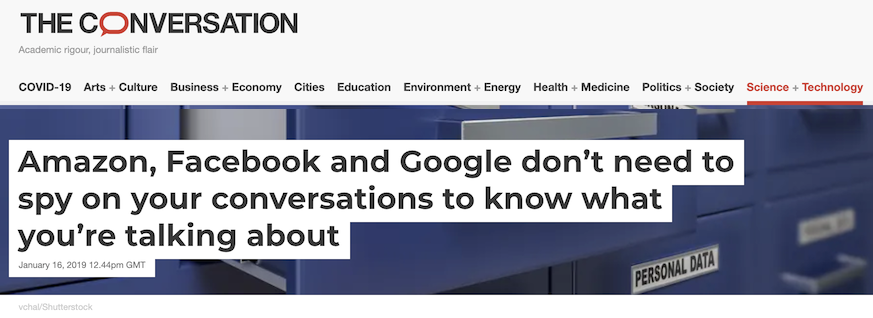 THE CONVERSATION
Academic rigour, journalistic flair
COVID-19 Arts + Culture Business + Economy Cities Education Environment + Energy Health + Medicine Politics + Society Science + Technology
Amazon, Facebook and Google don’t need to
spy on your conversations to know what
you’re talking about
January 16, 2019 12.44pm GMT
PERSONAL DATA
vchal/Shutterstock